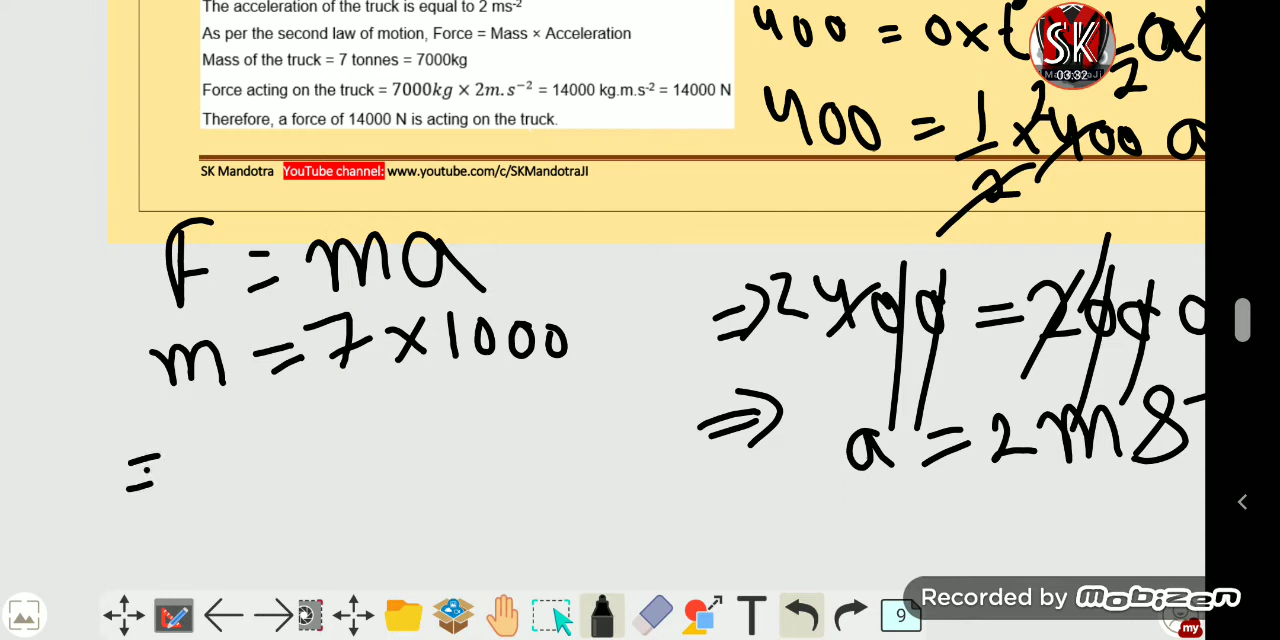 The acceleration of the truck is equal to 2 ms⁻²
As per the second law of motion, Force = Mass × Acceleration
Mass of the truck = 7 tonnes = 7000kg
Force acting on the truck = 7000kg × 2m.s⁻² = 14000 kg.m.s⁻² = 14000 N
Therefore, a force of 14000 N is acting on the truck.
SK Mandotra YouTube channel: www.youtube.com/c/SKMandotraJI
400 = 0×t
SK
03:32
400 = 1/2 × 400 a
F = ma
m = 7×1000
=
⇒ 2 400 = 200
⇒ a = 2 m s⁻
T
9
Recorded by mobizen
my